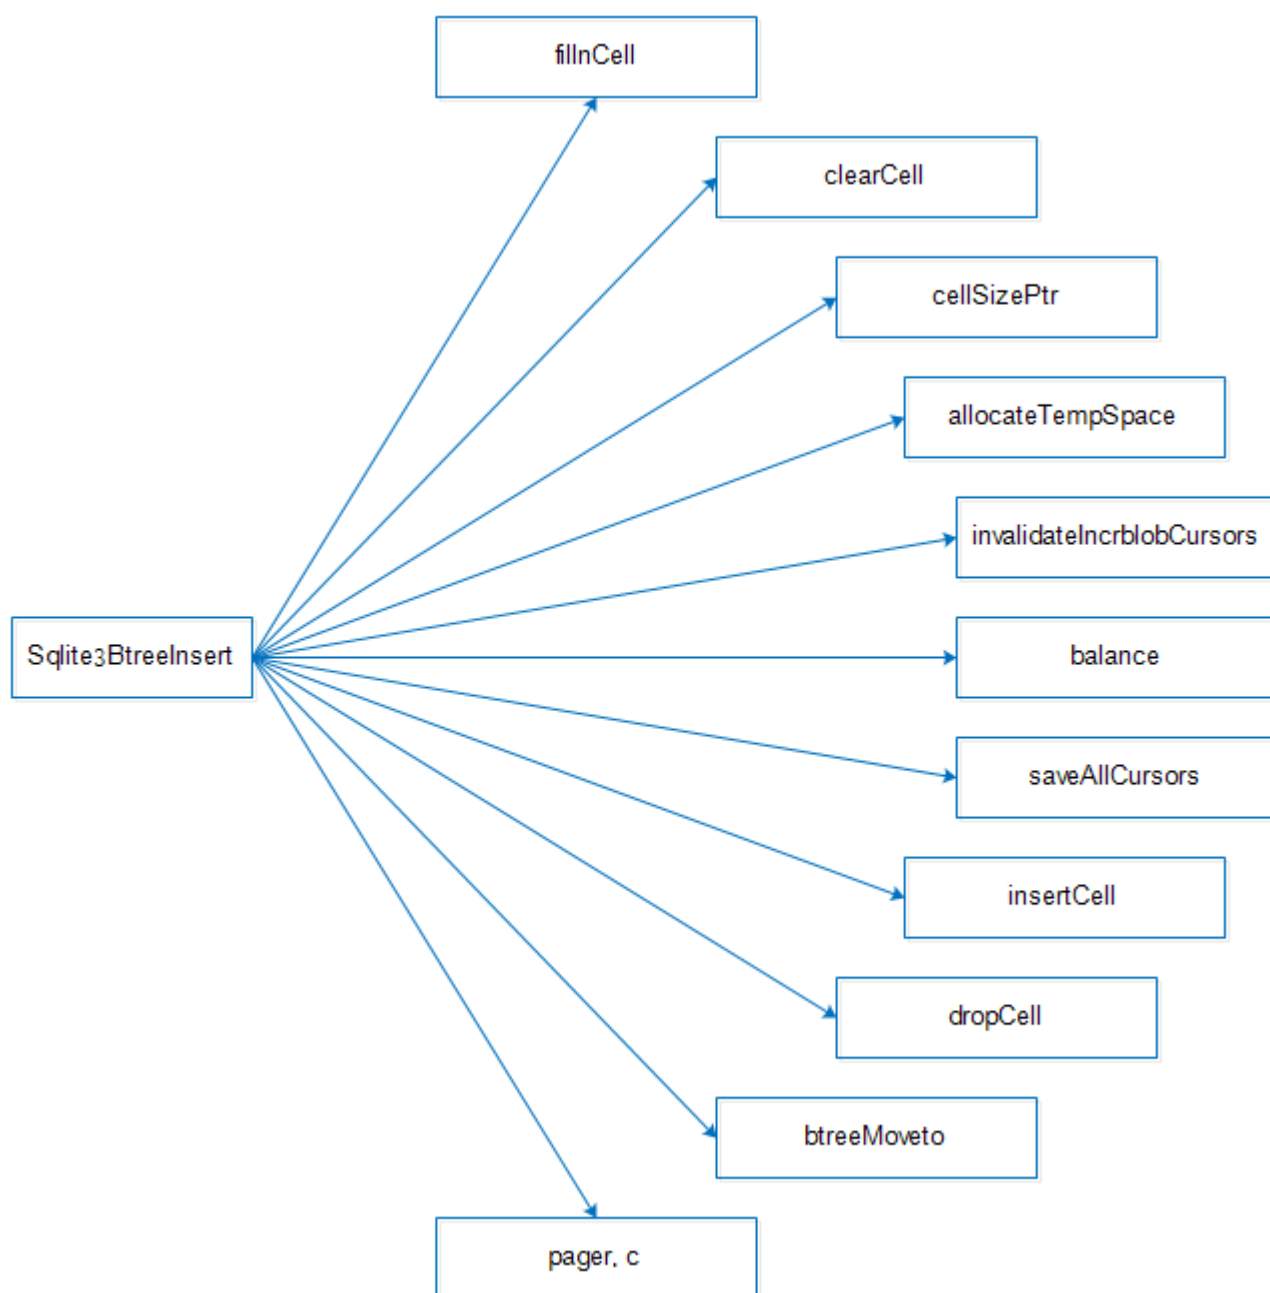 fillnCell
clearCell
cellSizePtr
allocateTempSpace
invalidateIncrblobCursors
Sqlite3BtreeInsert
balance
saveAllCursors
insertCell
dropCell
btreeMoveto
pager, c